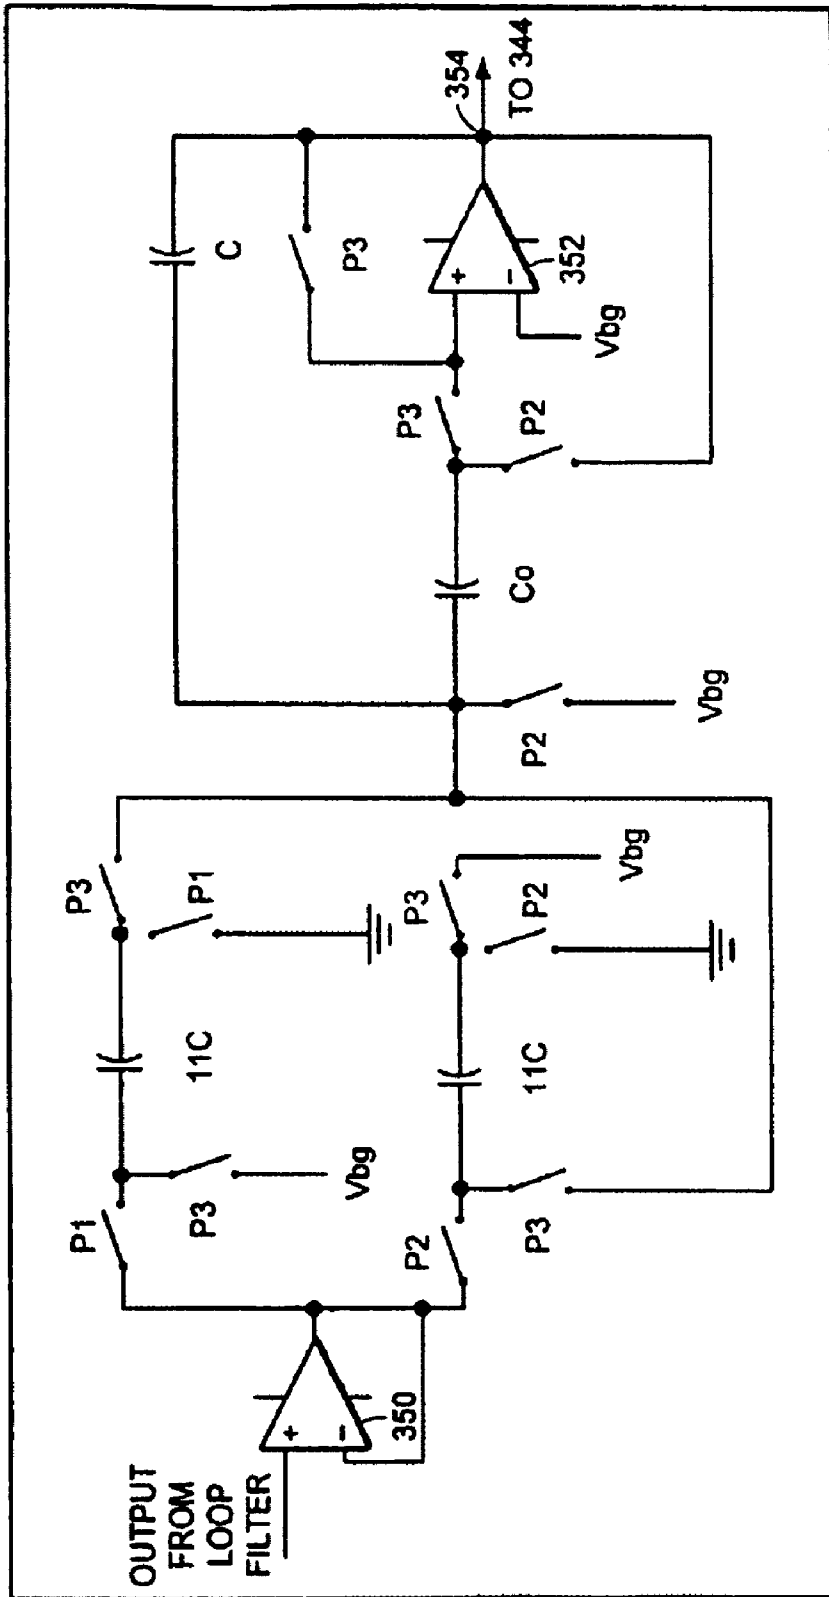 OUTPUT
FROM
LOOP
FILTER
+
−
350
P1
P3
Vbg
11C
P3
P1
P2
P3
11C
P3
P2
Vbg
P2
Vbg
Co
C
P3
P3
P2
+
−
352
Vbg
354
TO 344